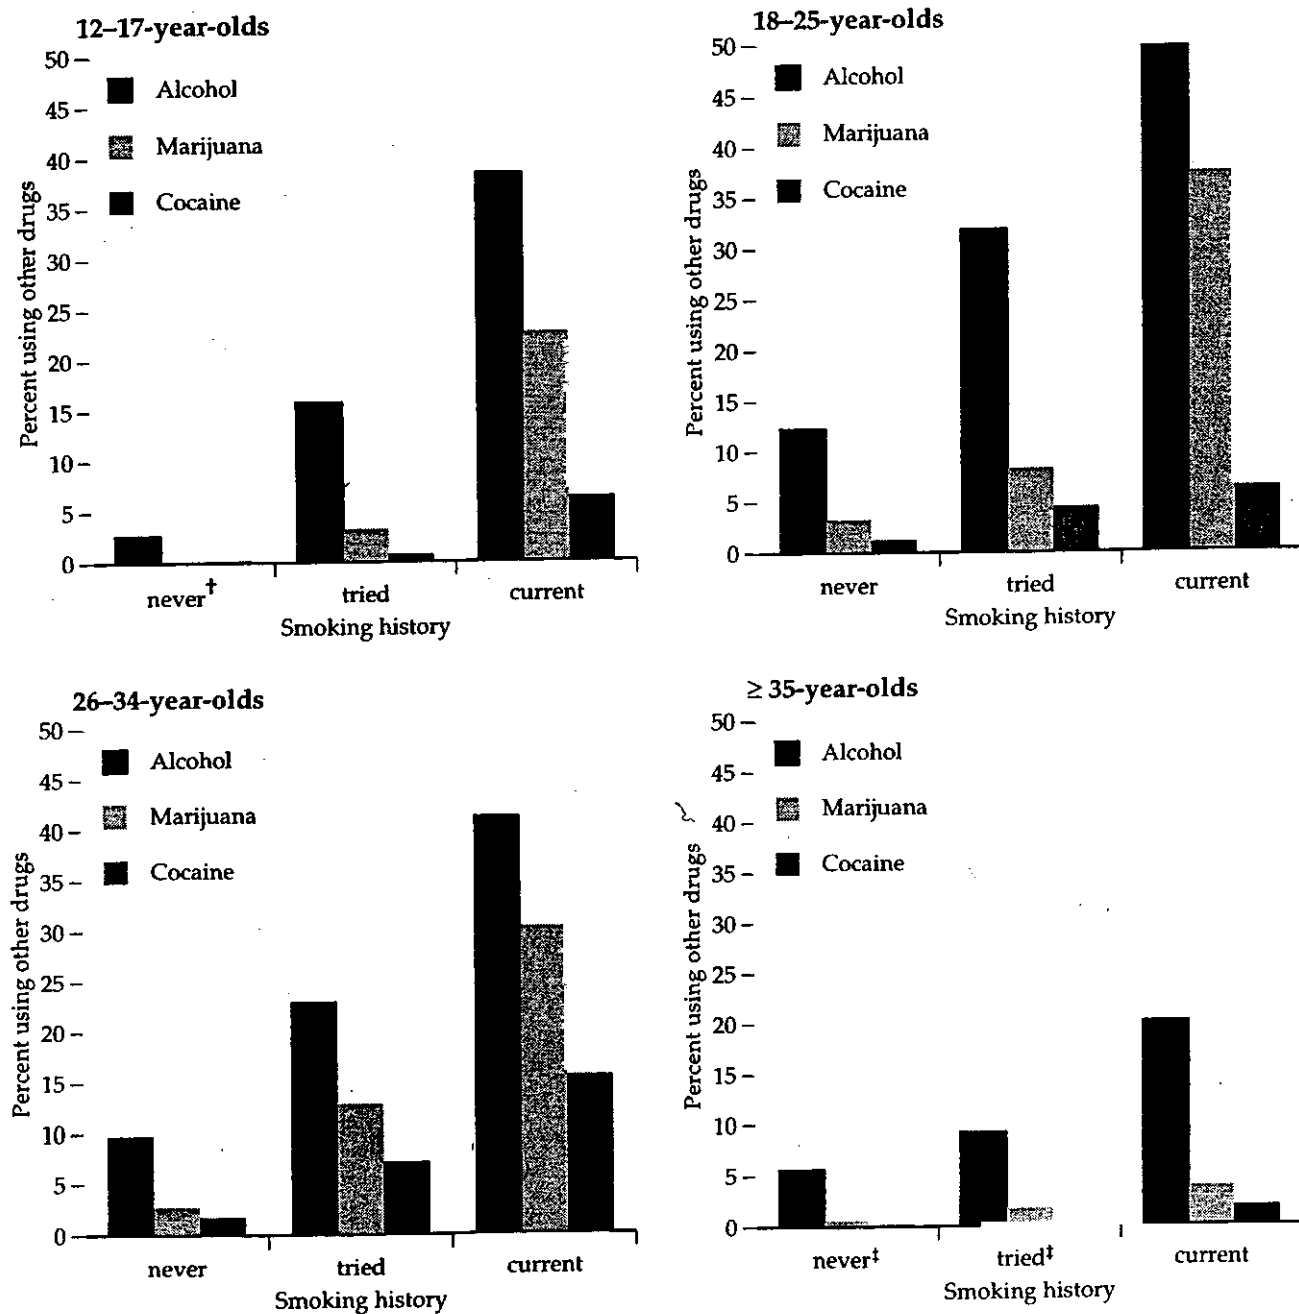 12–17-year-olds
50
45
40
35
30
25
20
15
10
5
0
Percent using other drugs
Alcohol
Marijuana
Cocaine
never†
tried
current
Smoking history
18–25-year-olds
50
45
40
35
30
25
20
15
10
5
0
Percent using other drugs
Alcohol
Marijuana
Cocaine
never
tried
current
Smoking history
26–34-year-olds
50
45
40
35
30
25
20
15
10
5
0
Percent using other drugs
Alcohol
Marijuana
Cocaine
never
tried
current
Smoking history
≥ 35-year-olds
50
45
40
35
30
25
20
15
10
5
0
Percent using other drugs
Alcohol
Marijuana
Cocaine
never‡
tried‡
current
Smoking history